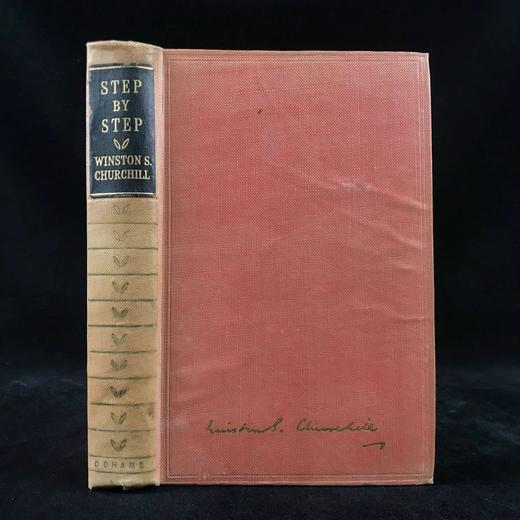 STEP
BY
STEP
WINSTON S.
CHURCHILL
ODHAMS
Winston S. Churchill